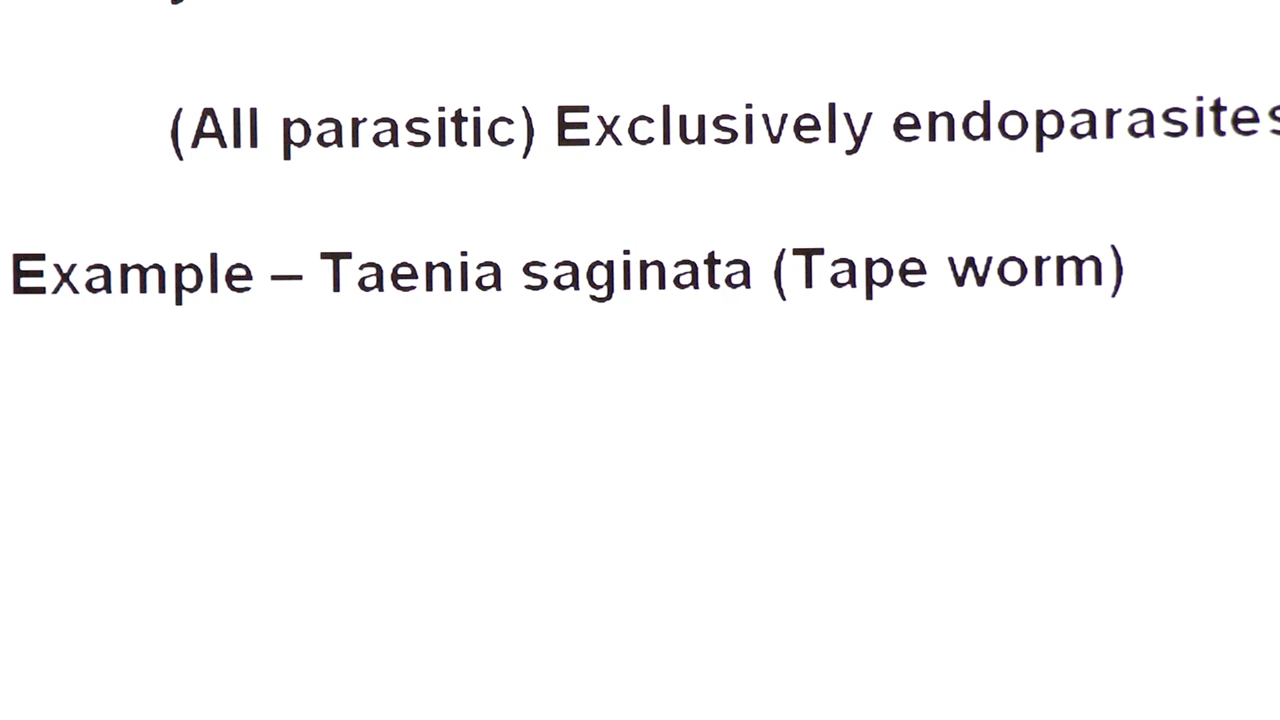 (All parasitic) Exclusively endoparasites
Example – Taenia saginata (Tape worm)